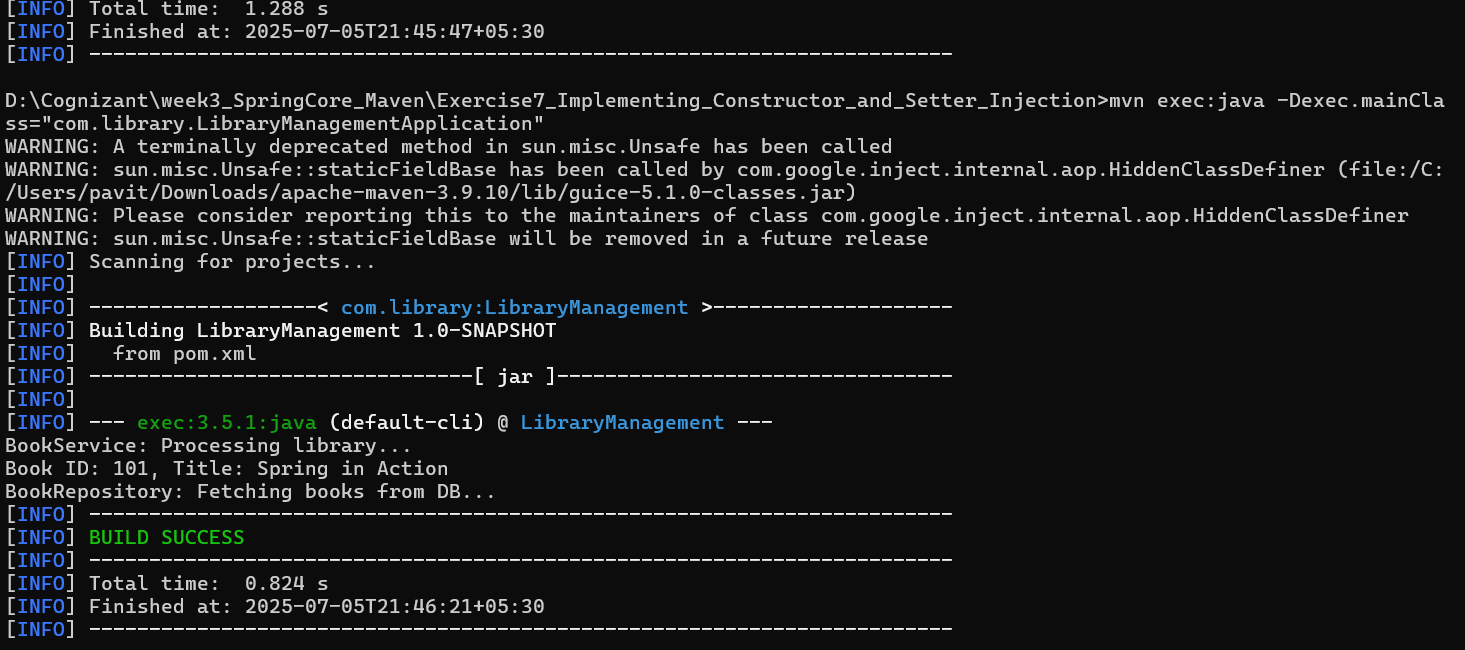 [INFO] Total time:  1.288 s
[INFO] Finished at: 2025-07-05T21:45:47+05:30
[INFO] ------------------------------------------------------------------------
D:\Cognizant\week3_SpringCore_Maven\Exercise7_Implementing_Constructor_and_Setter_Injection>mvn exec:java -Dexec.mainCla
ss="com.library.LibraryManagementApplication"
WARNING: A terminally deprecated method in sun.misc.Unsafe has been called
WARNING: sun.misc.Unsafe::staticFieldBase has been called by com.google.inject.internal.aop.HiddenClassDefiner (file:/C:
/Users/pavit/Downloads/apache-maven-3.9.10/lib/guice-5.1.0-classes.jar)
WARNING: Please consider reporting this to the maintainers of class com.google.inject.internal.aop.HiddenClassDefiner
WARNING: sun.misc.Unsafe::staticFieldBase will be removed in a future release
[INFO] Scanning for projects...
[INFO]
[INFO] -------------------< com.library:LibraryManagement >--------------------
[INFO] Building LibraryManagement 1.0-SNAPSHOT
[INFO]   from pom.xml
[INFO] --------------------------------[ jar ]---------------------------------
[INFO]
[INFO] --- exec:3.5.1:java (default-cli) @ LibraryManagement ---
BookService: Processing library...
Book ID: 101, Title: Spring in Action
BookRepository: Fetching books from DB...
[INFO] ------------------------------------------------------------------------
[INFO] BUILD SUCCESS
[INFO] ------------------------------------------------------------------------
[INFO] Total time:  0.824 s
[INFO] Finished at: 2025-07-05T21:46:21+05:30
[INFO] ------------------------------------------------------------------------